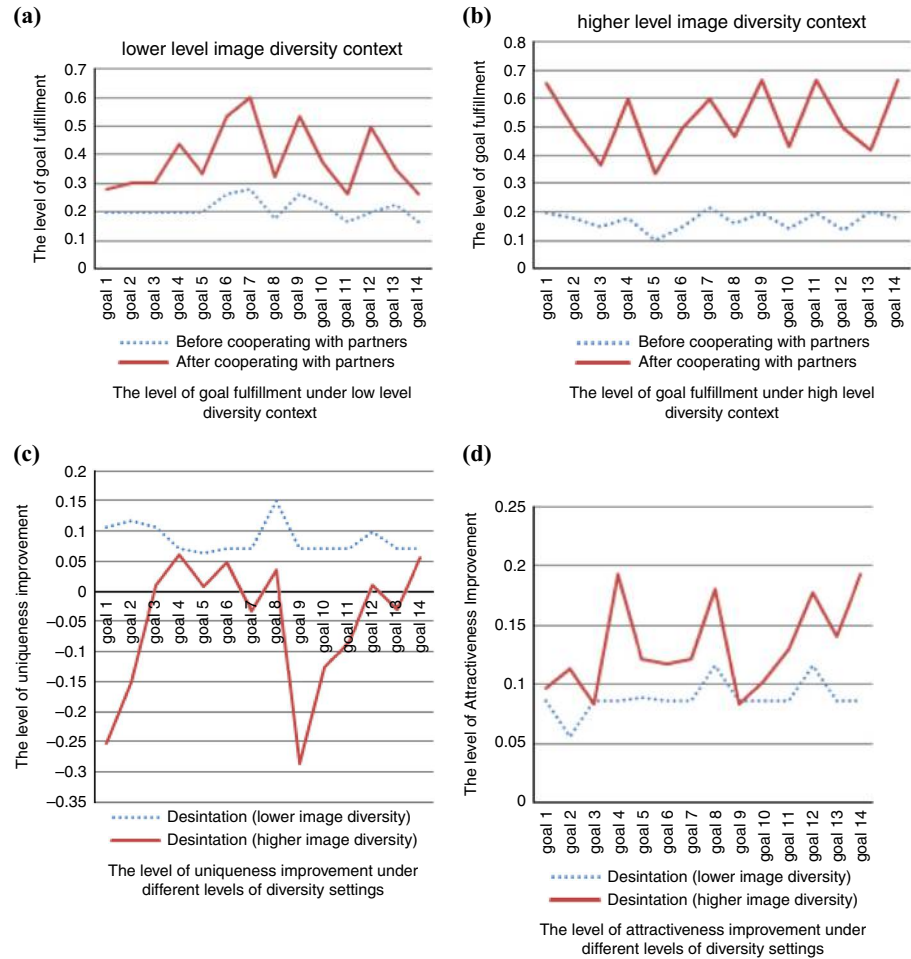 (a)
lower level image diversity context
The level of goal fulfillment
0.7
0.6
0.5
0.4
0.3
0.2
0.1
0
goal 1
goal 2
goal 3
goal 4
goal 5
goal 6
goal 7
goal 8
goal 9
goal 10
goal 11
goal 12
goal 13
goal 14
Before cooperating with partners
After cooperating with partners
The level of goal fulfillment under low level
diversity context
(b)
higher level image diversity context
The level of goal fulfillment
0.8
0.7
0.6
0.5
0.4
0.3
0.2
0.1
0
goal 1
goal 2
goal 3
goal 4
goal 5
goal 6
goal 7
goal 8
goal 9
goal 10
goal 11
goal 12
goal 13
goal 14
Before cooperating with partners
After cooperating with partners
The level of goal fulfillment under high level
diversity context
(c)
The level of uniqueness improvement
0.2
0.15
0.1
0.05
0
−0.05
−0.1
−0.15
−0.2
−0.25
−0.3
−0.35
goal 1
goal 2
goal 3
goal 4
goal 5
goal 6
goal 7
goal 8
goal 9
goal 10
goal 11
goal 12
goal 13
goal 14
Desintation (lower image diversity)
Desintation (higher image diversity)
The level of uniqueness improvement under
different levels of diversity settings
(d)
The level of Attractiveness Improvement
0.25
0.2
0.15
0.1
0.05
0
goal 1
goal 2
goal 3
goal 4
goal 5
goal 6
goal 7
goal 8
goal 9
goal 10
goal 11
goal 12
goal 13
goal 14
Desintation (lower image diversity)
Desintation (higher image diversity)
The level of attractiveness improvement under
different levels of diversity settings